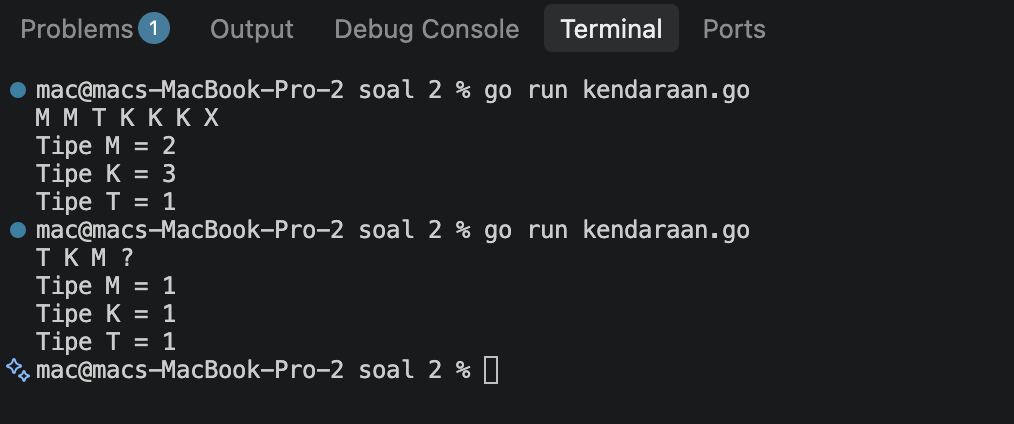 Problems 1 Output Debug Console Terminal Ports
mac@macs-MacBook-Pro-2 soal 2 % go run kendaraan.go
M M T K K K X
Tipe M = 2
Tipe K = 3
Tipe T = 1
mac@macs-MacBook-Pro-2 soal 2 % go run kendaraan.go
T K M ?
Tipe M = 1
Tipe K = 1
Tipe T = 1
mac@macs-MacBook-Pro-2 soal 2 %